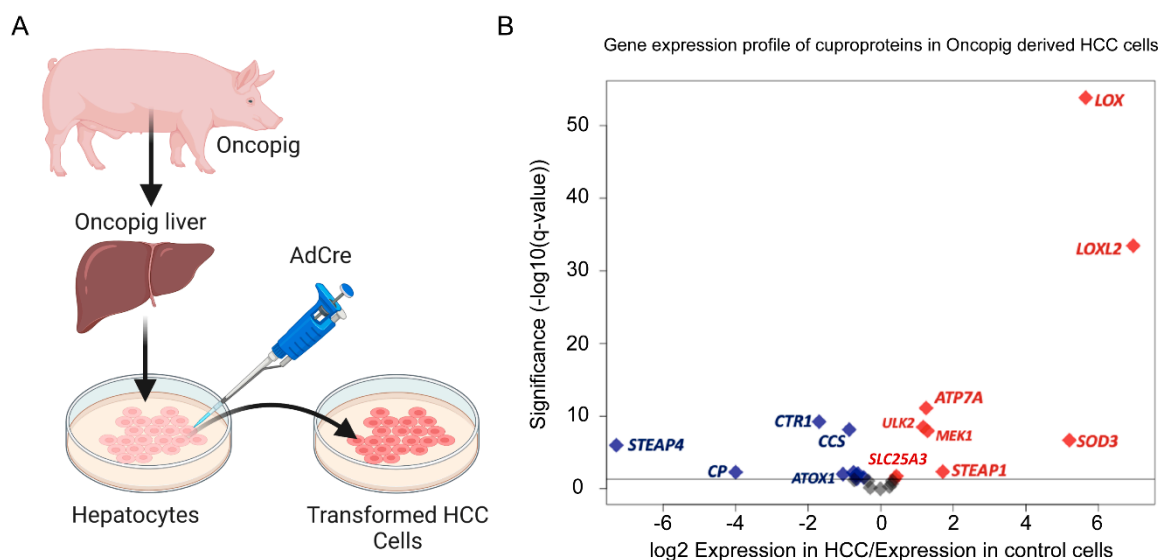 A
Oncopig
Oncopig liver
AdCre
Hepatocytes
Transformed HCC
Cells
B
Gene expression profile of cuproproteins in Oncopig derived HCC cells
Significance (-log10(q-value))
50
40
30
20
10
0
LOX
LOXL2
ATP7A
CTR1
ULK2
MEK1
CCS
SOD3
STEAP4
SLC25A3
CP
ATOX1
STEAP1
-6 -4 -2 0 2 4 6
log2 Expression in HCC/Expression in control cells